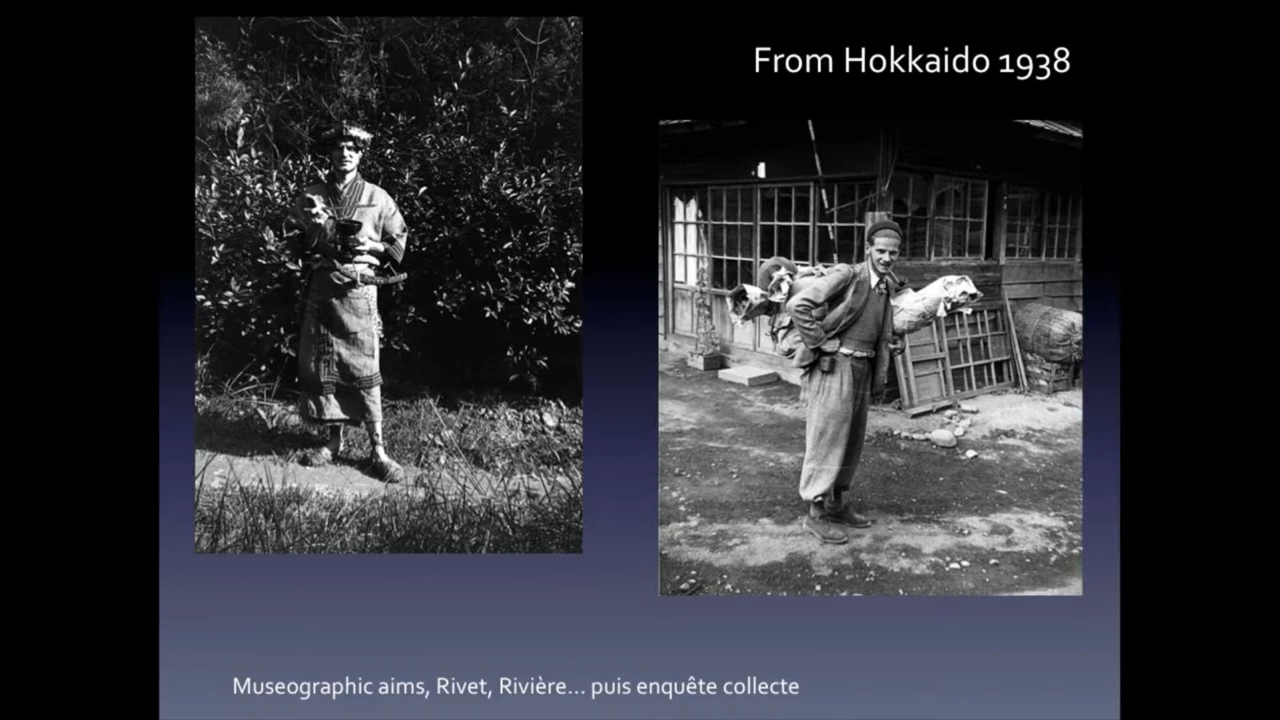 From Hokkaido 1938
Museographic aims, Rivet, Rivière... puis enquête collecte